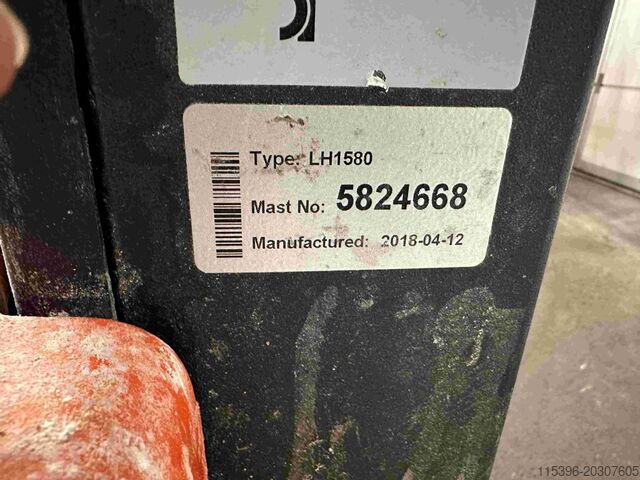 Type: LH1580
Mast No: 5824668
Manufactured: 2018-04-12
115396-20307605